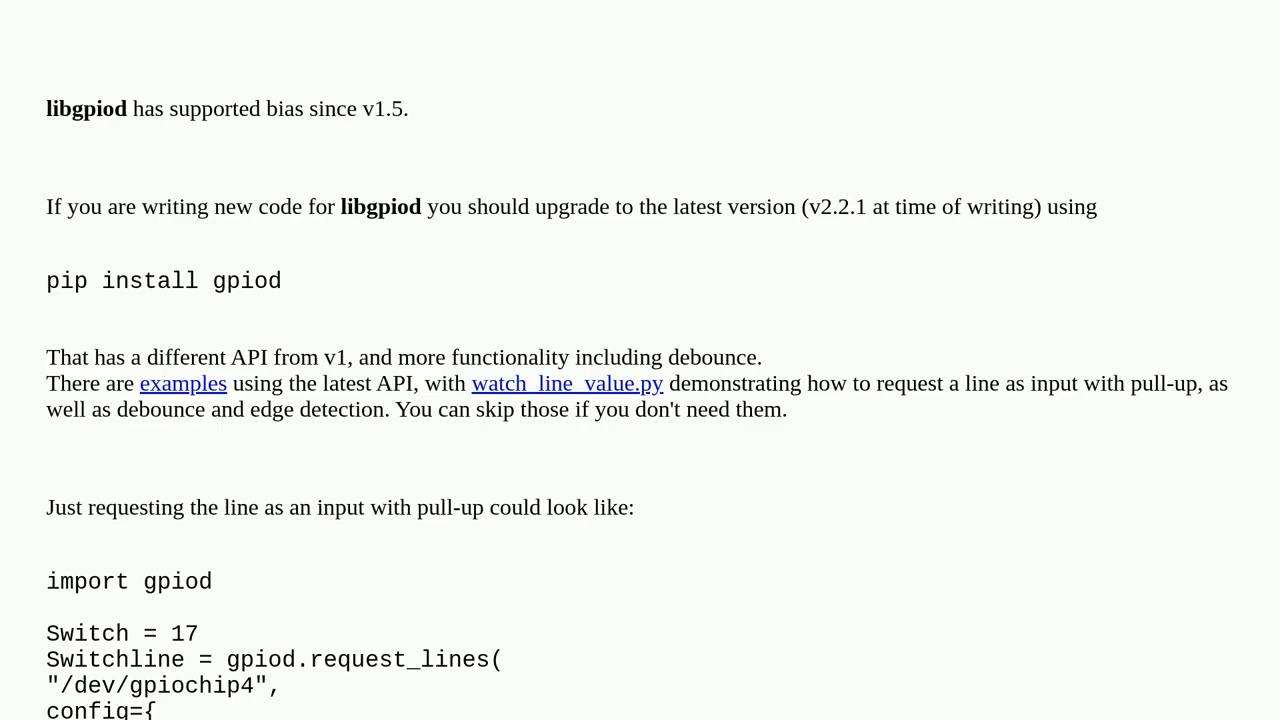 libgpiod has supported bias since v1.5.
If you are writing new code for libgpiod you should upgrade to the latest version (v2.2.1 at time of writing) using
pip install gpiod
That has a different API from v1, and more functionality including debounce.
There are examples using the latest API, with watch_line_value.py demonstrating how to request a line as input with pull-up, as
well as debounce and edge detection. You can skip those if you don't need them.
Just requesting the line as an input with pull-up could look like:
import gpiod
Switch = 17
Switchline = gpiod.request_lines(
"/dev/gpiochip4",
config={